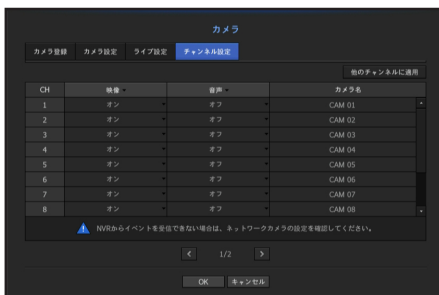 カメラ
カメラ登録 カメラ設定 ライブ設定 チャンネル設定
他のチャンネルに適用
CH 映像 音声 カメラ名
1 オン オフ CAM 01
2 オン オフ CAM 02
3 オン オフ CAM 03
4 オン オフ CAM 04
5 オン オフ CAM 05
6 オン オフ CAM 06
7 オン オフ CAM 07
8 オン オフ CAM 08
NVRからイベントを受信できない場合は、ネットワークカメラの設定を確認してください。
< 1/2 >
OK キャンセル